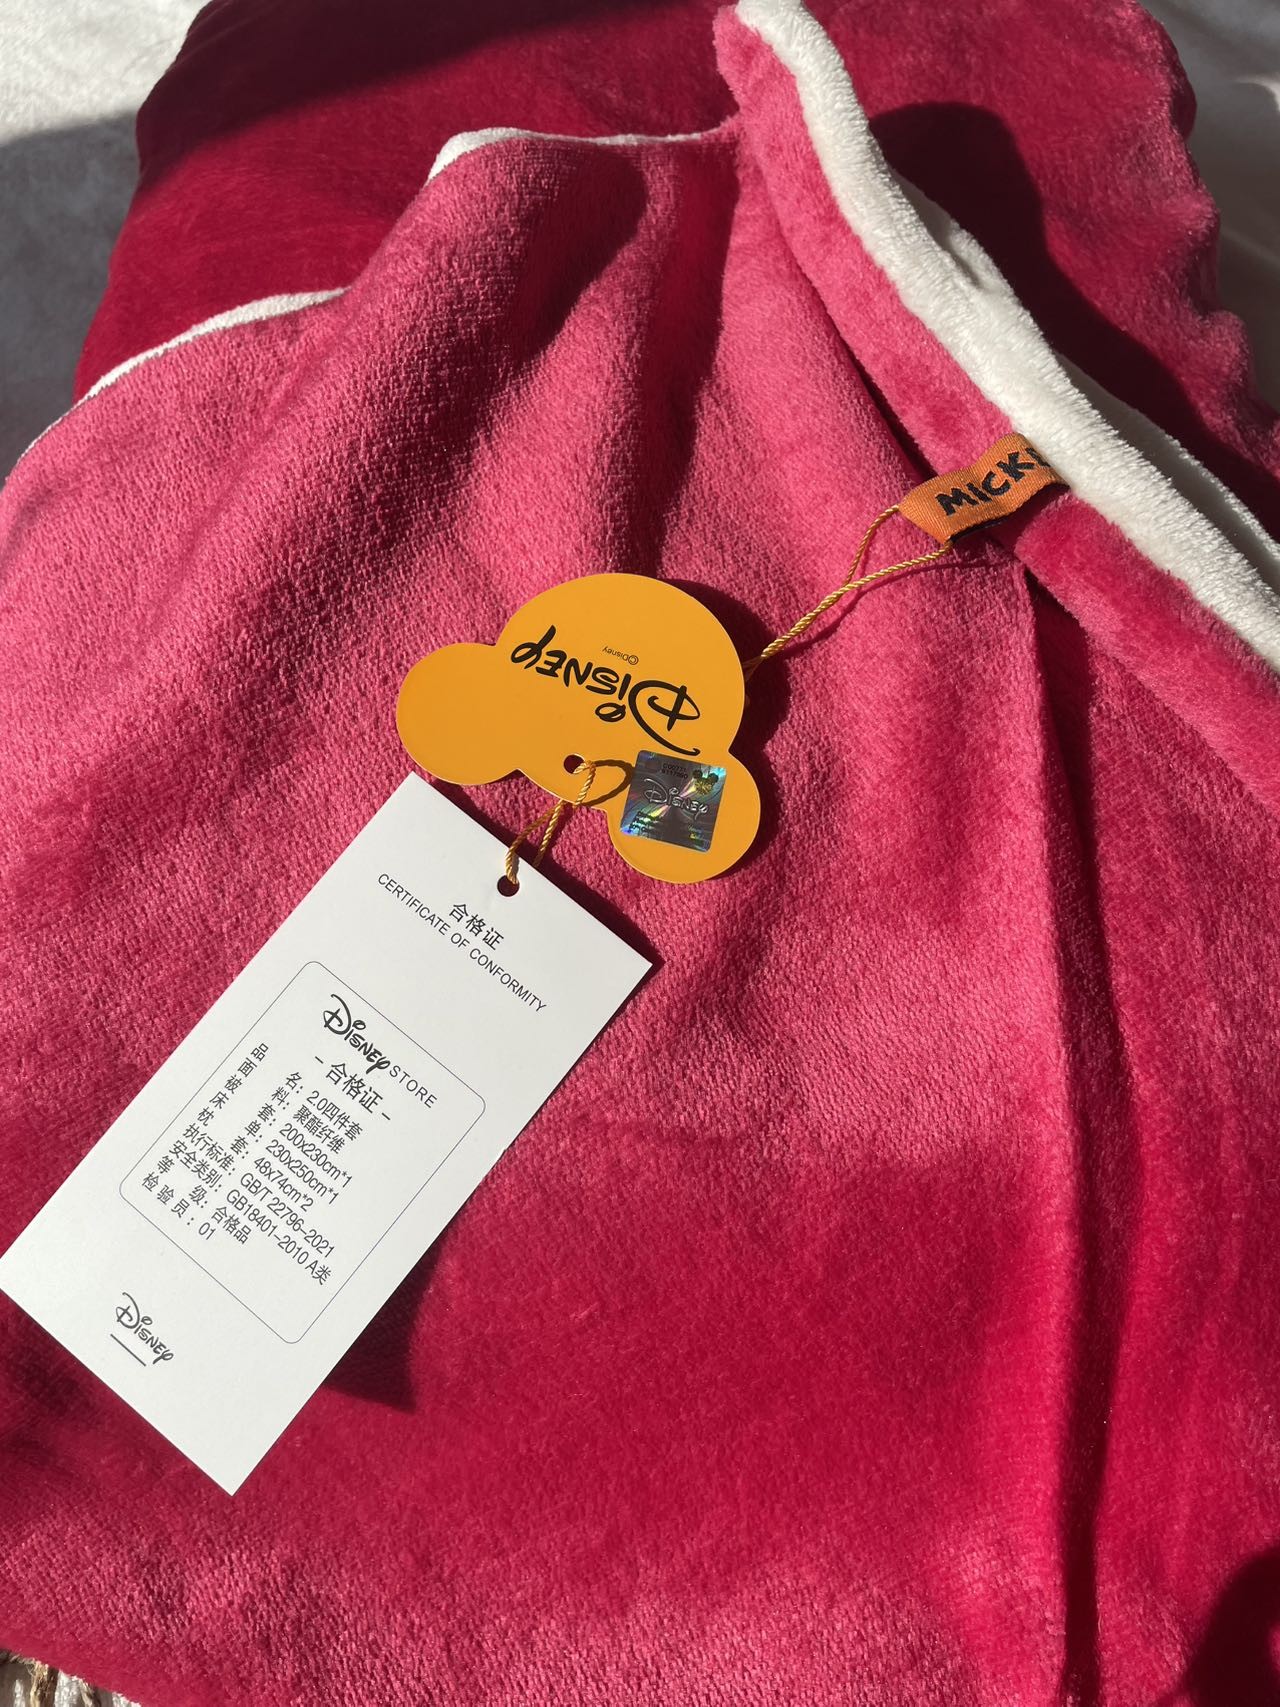 MICK
DISNEY
©Disney
DISNEY
合格证
CERTIFICATE OF CONFORMITY
DISNEY STORE
- 合格证 -
品 名：2.0四件套
面 料：聚酯纤维
被 套：200x230cm*1
床 单：230x250cm*1
枕 套：48x74cm*2
执行标准：GB/T 22796-2021
安全类别：GB18401-2010 A类
等 级：合格品
检 验 员：01
DISNEY